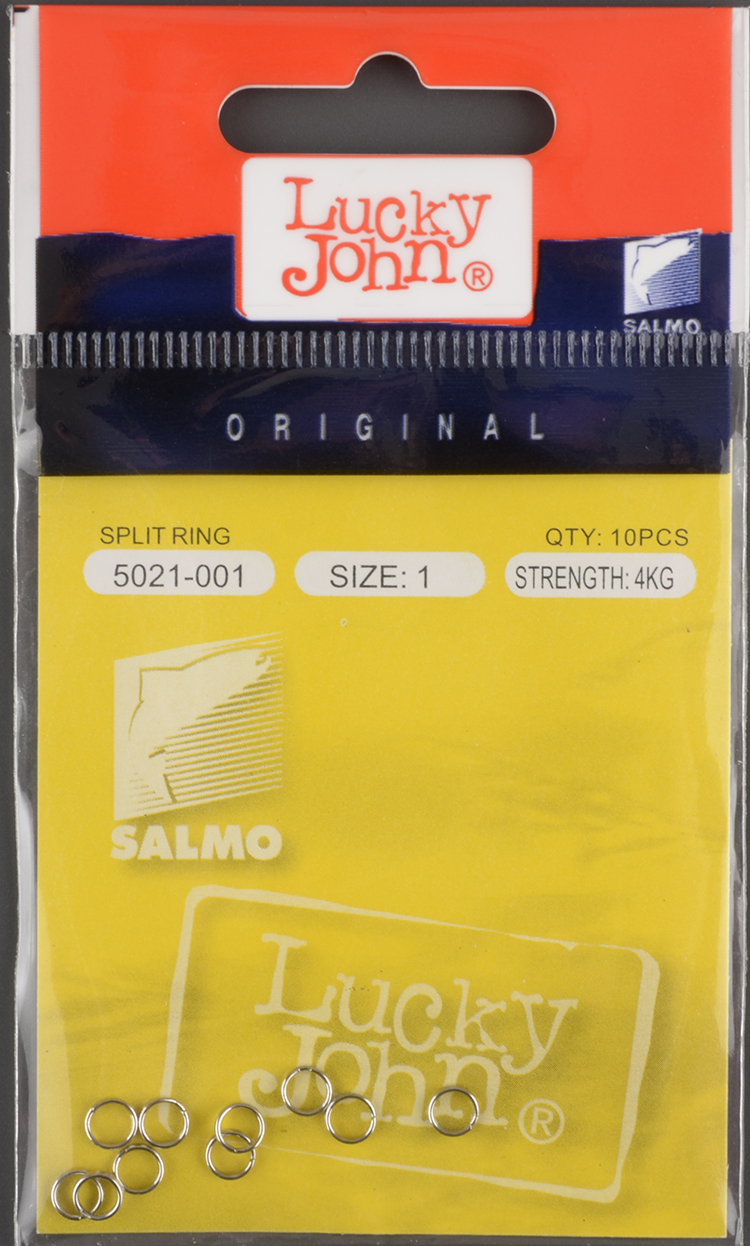 Lucky
John®
SALMO
ORIGINAL
SPLIT RING
QTY: 10PCS
5021-001
SIZE: 1
STRENGTH: 4KG
SALMO
Lucky
John®